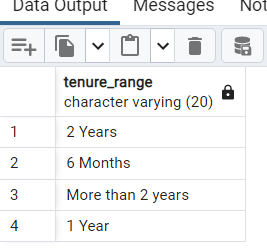 Data Output Messages Not
tenure_range
character varying (20)
1 2 Years
2 6 Months
3 More than 2 years
4 1 Year